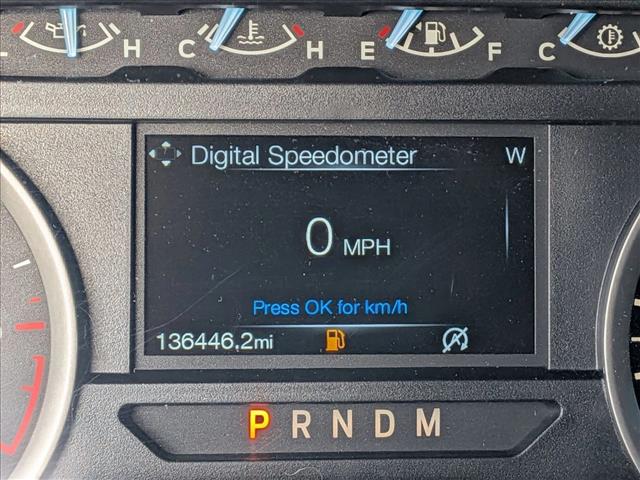 L H C H E F C
Digital Speedometer W
0 MPH
Press OK for km/h
136446.2mi
P R N D M